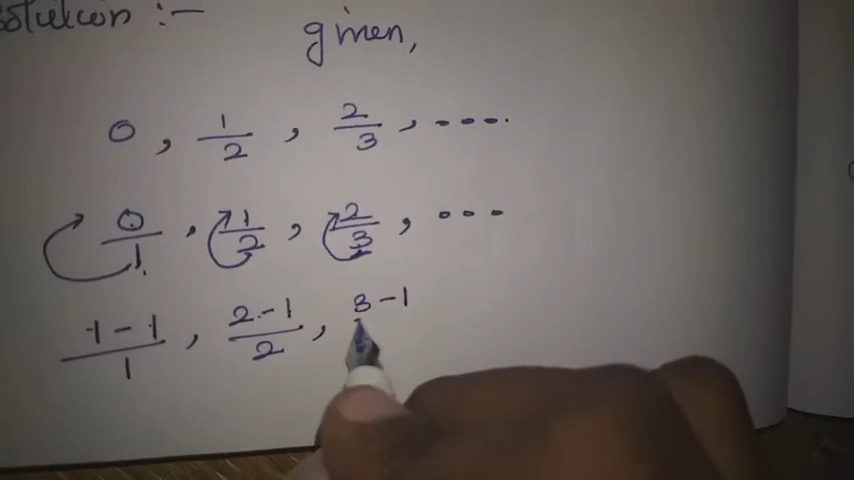 solution :- given,
0 , 1/2 , 2/3 , ....
0/1 , 1/2 , 2/3 , ...
1-1/1 , 2-1/2 , 3-1